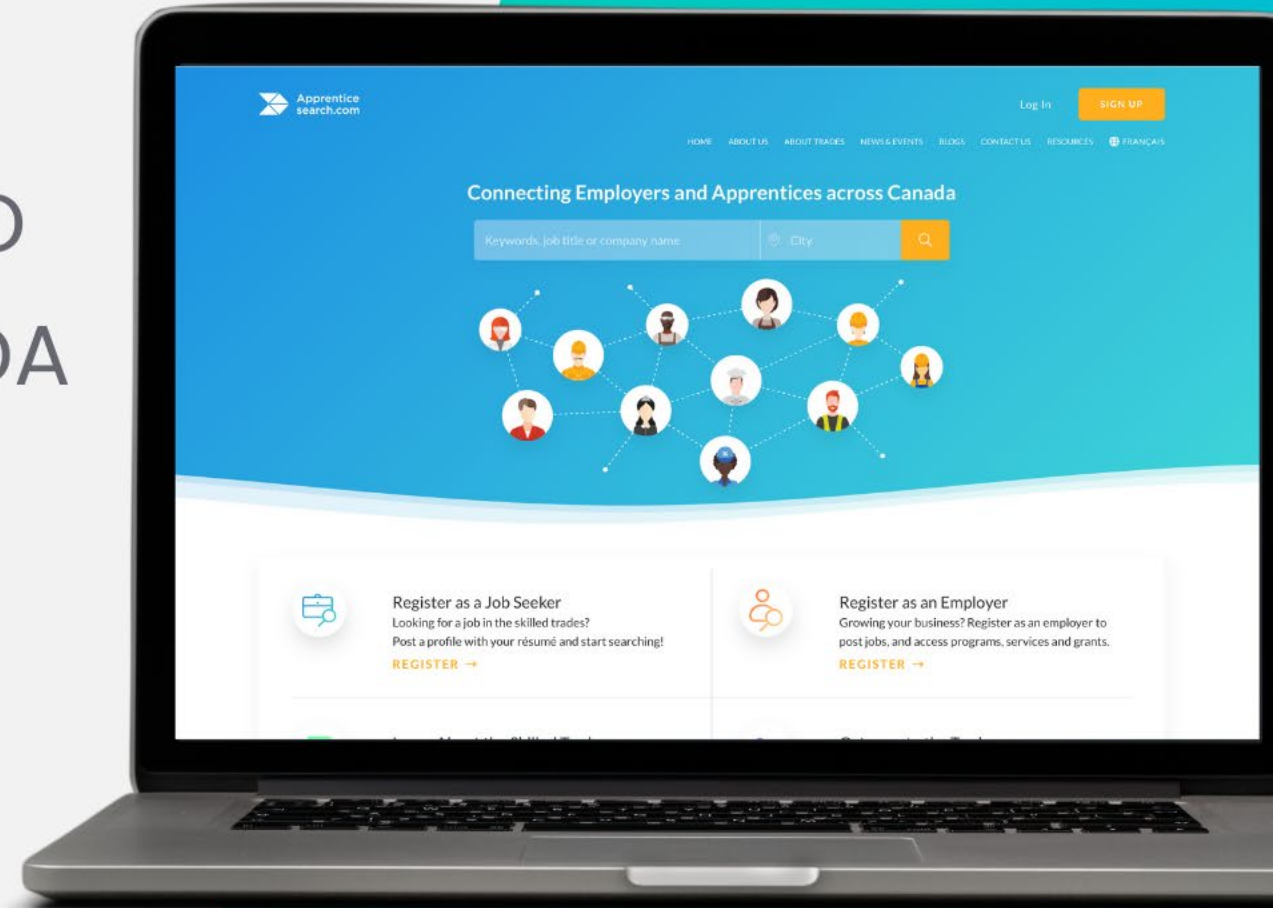 D
DA
Apprentice
search.com
Log In
SIGN UP
HOME ABOUT US ABOUT TRADES NEWS & EVENTS BLOGS CONTACT US RESOURCES FRANÇAIS
Connecting Employers and Apprentices across Canada
Keywords, job title or company name
City
Register as a Job Seeker
Looking for a job in the skilled trades?
Post a profile with your résumé and start searching!
REGISTER →
Register as an Employer
Growing your business? Register as an employer to
post jobs, and access programs, services and grants.
REGISTER →